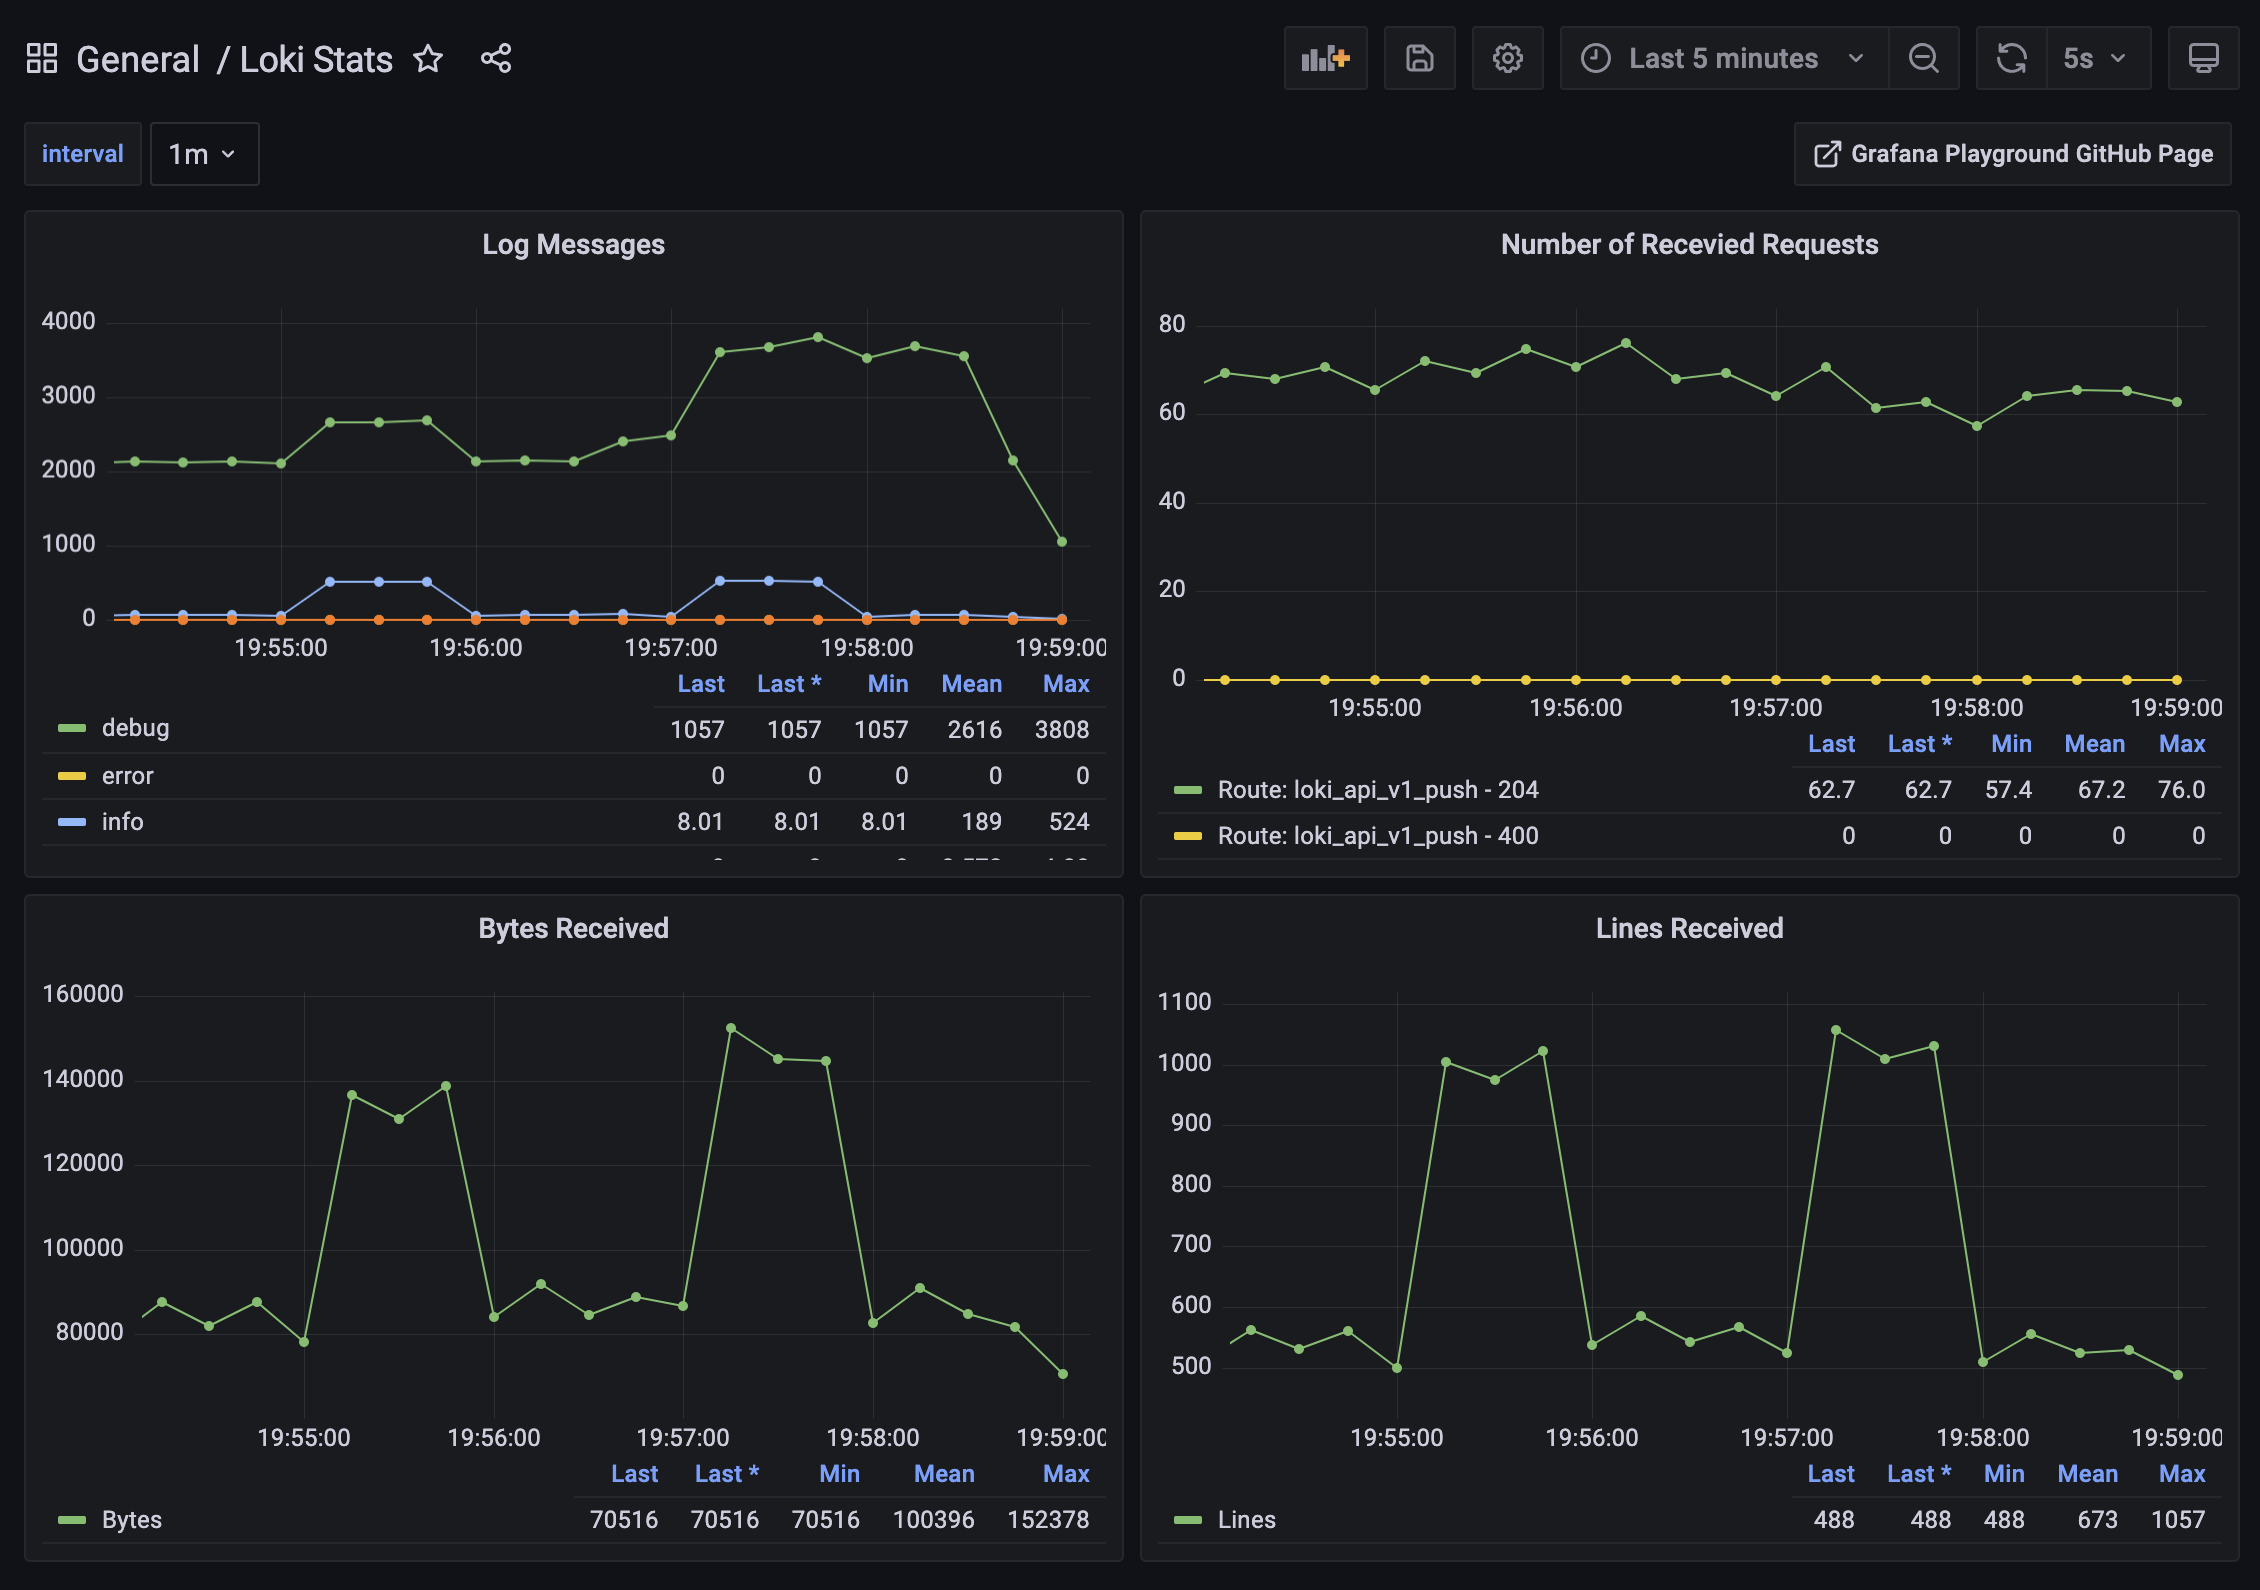 General / Loki Stats
Last 5 minutes
5s
interval
1m
Grafana Playground GitHub Page
Log Messages
4000
3000
2000
1000
0
19:55:00 19:56:00 19:57:00 19:58:00 19:59:00
Last Last * Min Mean Max
debug 1057 1057 1057 2616 3808
error 0 0 0 0 0
info 8.01 8.01 8.01 189 524
Number of Recevied Requests
80
60
40
20
0
19:55:00 19:56:00 19:57:00 19:58:00 19:59:00
Last Last * Min Mean Max
Route: loki_api_v1_push - 204 62.7 62.7 57.4 67.2 76.0
Route: loki_api_v1_push - 400 0 0 0 0 0
Bytes Received
160000
140000
120000
100000
80000
19:55:00 19:56:00 19:57:00 19:58:00 19:59:00
Last Last * Min Mean Max
Bytes 70516 70516 70516 100396 152378
Lines Received
1100
1000
900
800
700
600
500
19:55:00 19:56:00 19:57:00 19:58:00 19:59:00
Last Last * Min Mean Max
Lines 488 488 488 673 1057